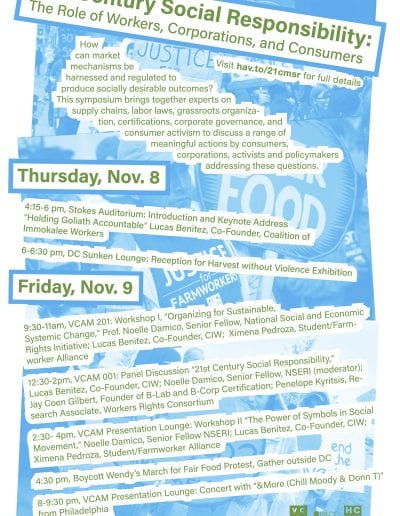 Century Social Responsibility:
The Role of Workers, Corporations, and Consumers
How
can market
mechanisms be
harnessed and regulated to
produce socially desirable outcomes?
This symposium brings together experts on
supply chains, labor laws, grassroots organiza-
tion, certifications, corporate governance, and
consumer activism to discuss a range of
meaningful actions by consumers,
corporations, activists and policymakers
addressing these questions.
Visit hav.to/21cmsr for full details
JUSTICE
FOOD
Thursday, Nov. 8
4:15-6 pm, Stokes Auditorium: Introduction and Keynote Address
"Holding Goliath Accountable" Lucas Benitez, Co-Founder, Coalition of
Immokalee Workers
6-6:30 pm, DC Sunken Lounge: Reception for Harvest without Violence Exhibition
JUSTICE
for
FARMWORKERS
Friday, Nov. 9
9:30-11am, VCAM 201: Workshop I, "Organizing for Sustainable,
Systemic Change," Prof. Noelle Damico, Senior Fellow, National Social and Economic
Rights Initiative; Lucas Benitez, Co-Founder, CIW; Ximena Pedroza, Student/Farm-
worker Alliance
12:30-2pm, VCAM 001: Panel Discussion "21st Century Social Responsibility,"
Lucas Benitez, Co-Founder, CIW; Noelle Damico, Senior Fellow, NSERI (moderator);
Jay Coen Gilbert, Founder of B-Lab and B-Corp Certification; Penelope Kyritsis, Re-
search Associate, Workers Rights Consortium
2:30- 4pm, VCAM Presentation Lounge: Workshop II "The Power of Symbols in Social
Movement," Noelle Damico, Senior Fellow NSERI; Lucas Benitez, Co-Founder, CIW;
Ximena Pedroza, Student/Farmworker Alliance
end
the
4:30 pm, Boycott Wendy's March for Fair Food Protest, Gather outside DC
8-9:30 pm, VCAM Presentation Lounge: Concert with "&More (Chill Moody & Donn T)"
from Philadelphia
VC
HC